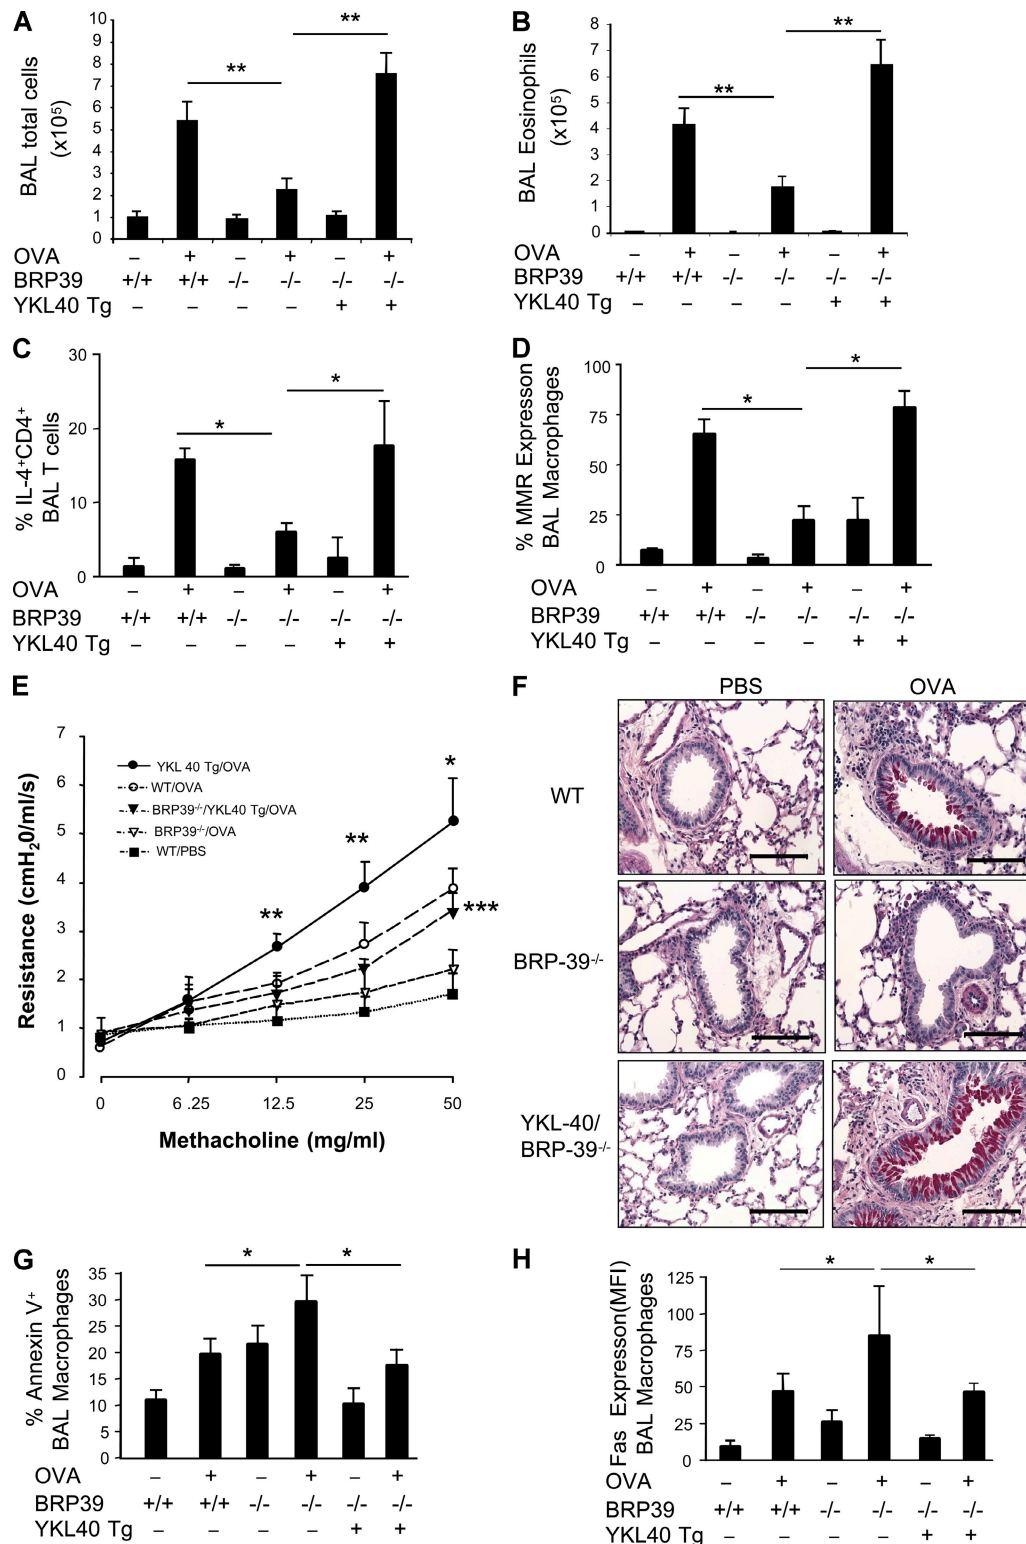 A
BAL total cells
(x10⁵)
10
9
8
7
6
5
4
3
2
1
0
** **
OVA – + – + – +
BRP39 +/+ +/+ -/- -/- -/- -/-
YKL40 Tg – – – – + +
B
BAL Eosinophils
(x10⁵)
8
7
6
5
4
3
2
1
0
** **
OVA – + – + – +
BRP39 +/+ +/+ -/- -/- -/- -/-
YKL40 Tg – – – – + +
C
% IL-4⁺CD4⁺
BAL T cells
30
20
10
0
* *
OVA – + – + – +
BRP39 +/+ +/+ -/- -/- -/- -/-
YKL40 Tg – – – – + +
D
% MMR Expresson
BAL Macrophages
100
75
50
25
0
* *
OVA – + – + – +
BRP39 +/+ +/+ -/- -/- -/- -/-
YKL40 Tg – – – – + +
E
Resistance (cmH₂0/ml/s)
7
6
5
4
3
2
1
0
YKL 40 Tg/OVA
WT/OVA
BRP39⁻/⁻/YKL40 Tg/OVA
BRP39⁻/⁻/OVA
WT/PBS
** ** * ***
0 6 .25 12.5 25 50
Methacholine (mg/ml)
F
PBS OVA
WT
BRP-39⁻/⁻
YKL-40/
BRP-39⁻/⁻
G
% Annexin V⁺
BAL Macrophages
35
30
25
20
15
10
5
0
* *
OVA – + – + – +
BRP39 +/+ +/+ -/- -/- -/- -/-
YKL40 Tg – – – – + +
H
Fas Expresson(MFI)
BAL Macrophages
125
100
75
50
25
0
* *
OVA – + – + – +
BRP39 +/+ +/+ -/- -/- -/- -/-
YKL40 Tg – – – – + +